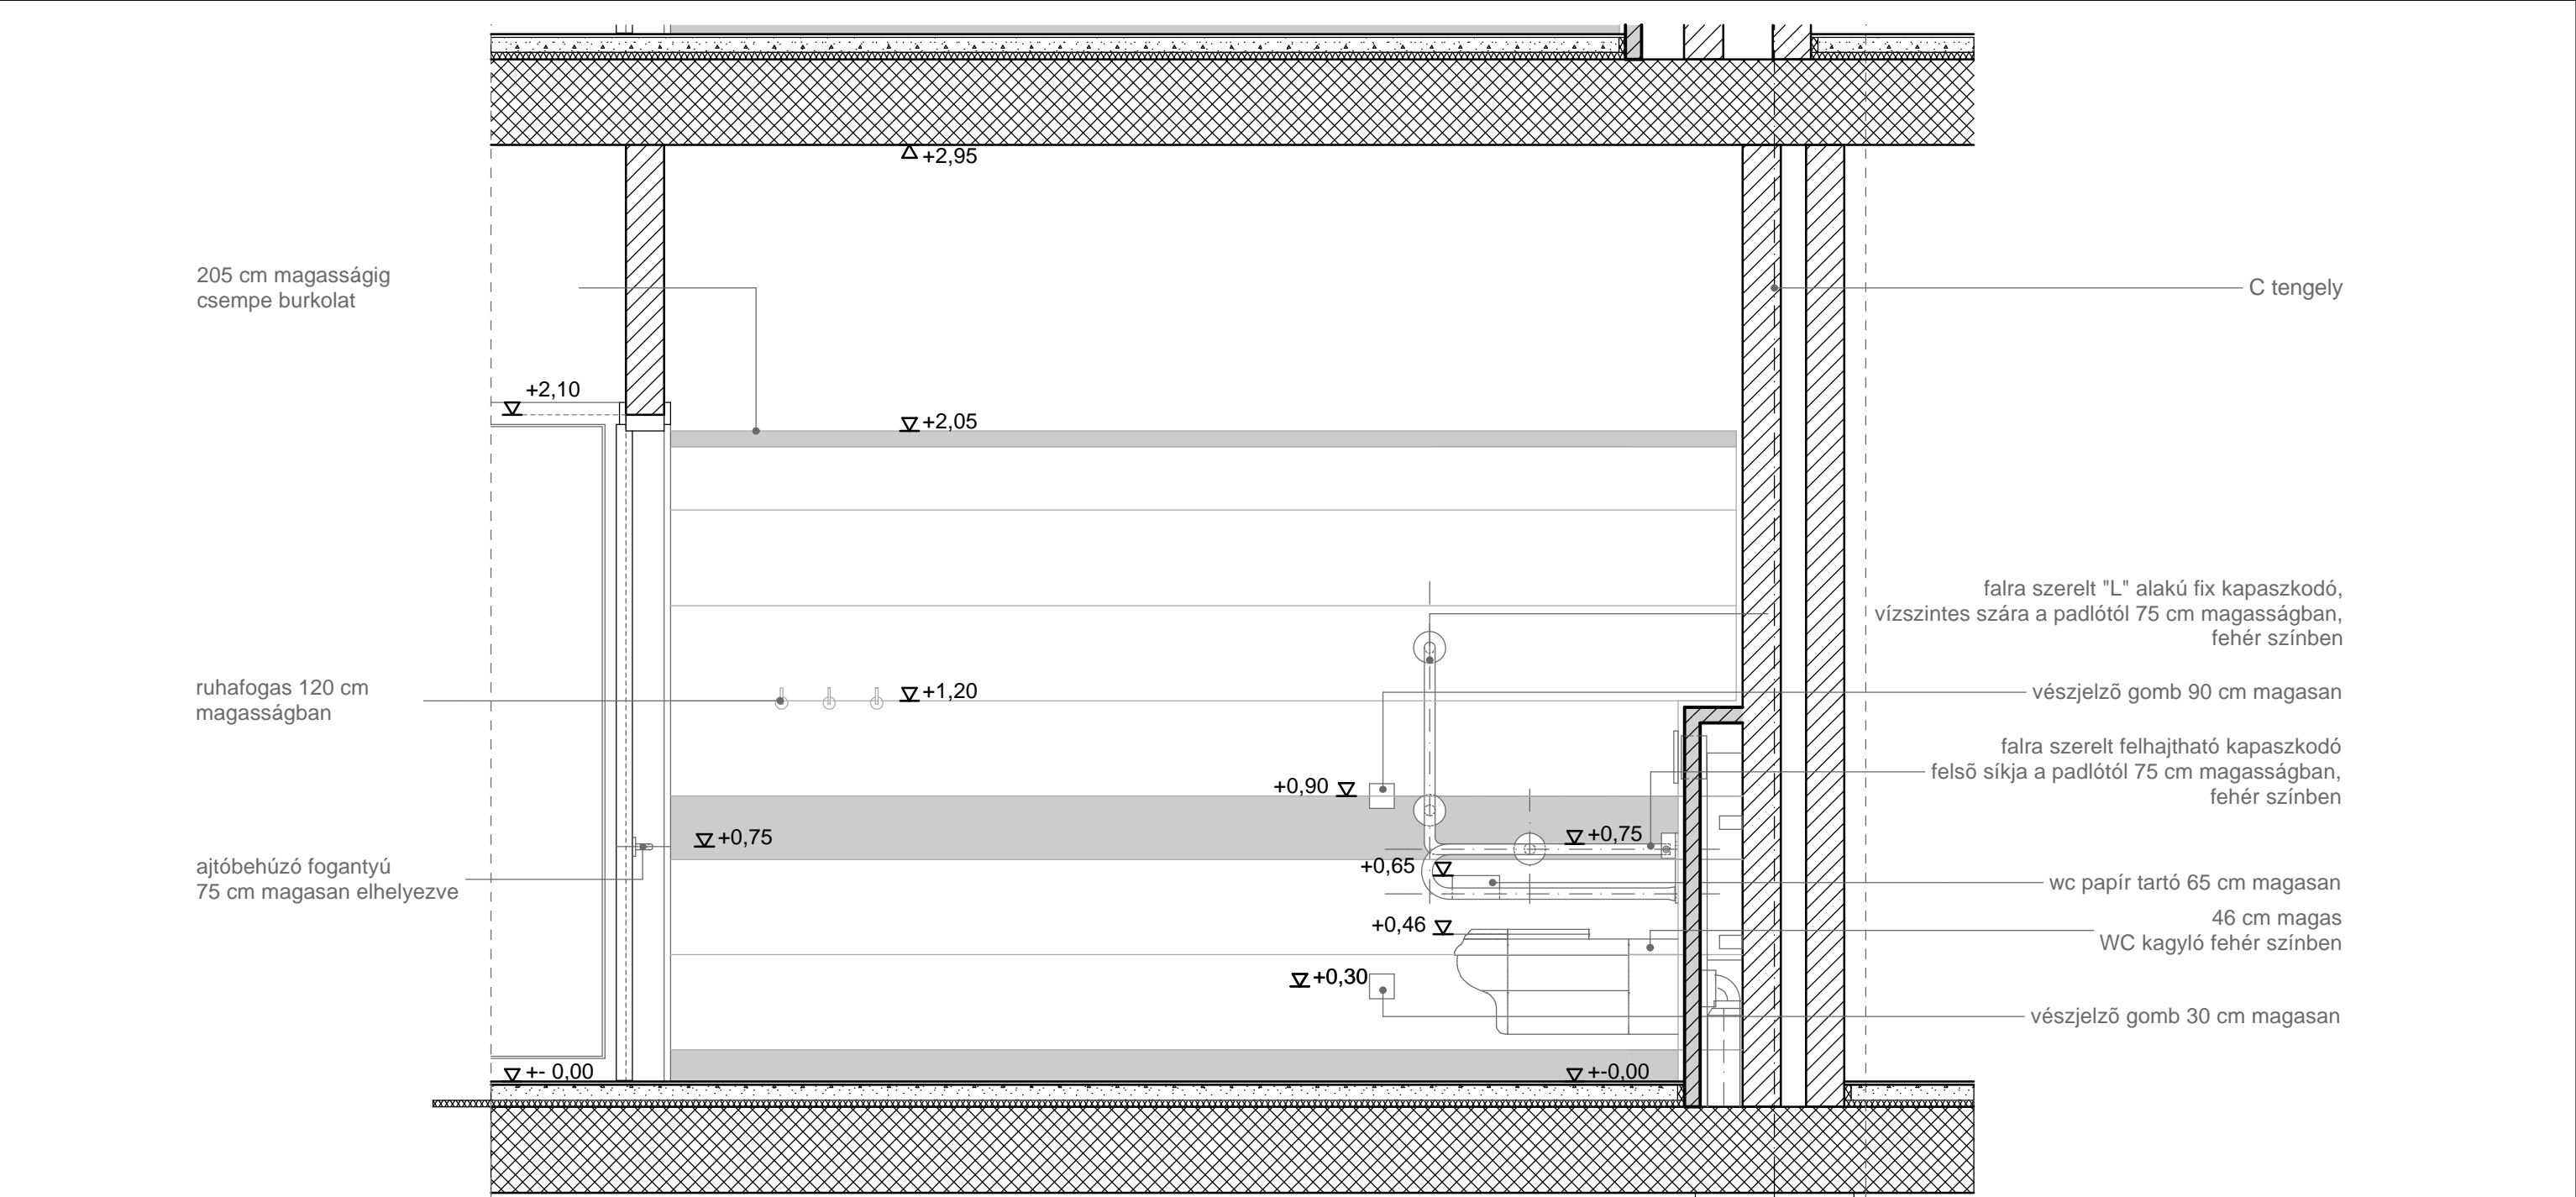 +2,95
205 cm magasságig
csempe burkolat
C tengely
+2,10
+2,05
falra szerelt "L" alakú fix kapaszkodó,
vízszintes szára a padlótól 75 cm magasságban,
fehér színben
ruhafogas 120 cm
magasságban
+1,20
vészjelzõ gomb 90 cm magasan
falra szerelt felhajtható kapaszkodó
felsõ síkja a padlótól 75 cm magasságban,
fehér színben
+0,90
+0,75
+0,75
ajtóbehúzó fogantyú
75 cm magasan elhelyezve
+0,65
wc papír tartó 65 cm magasan
+0,46
46 cm magas
WC kagyló fehér színben
+0,30
vészjelzõ gomb 30 cm magasan
+- 0,00
+-0,00